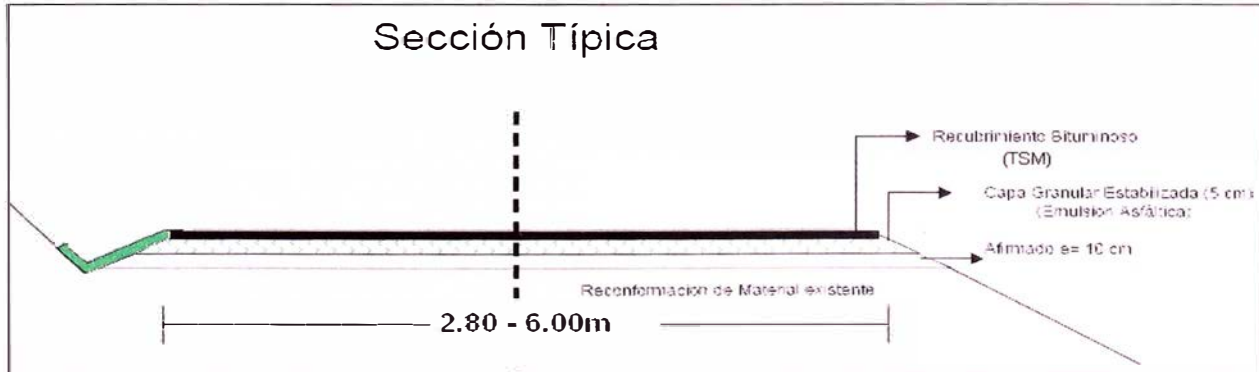 Sección Típica
Recubrimiento Bituminoso
(TSM)
Capa Granular Estabilizada (5 cm)
(Emulsion Asfáltica)
Afirmado e= 10 cm
Reconformación de Material existente
2.80 - 6.00m